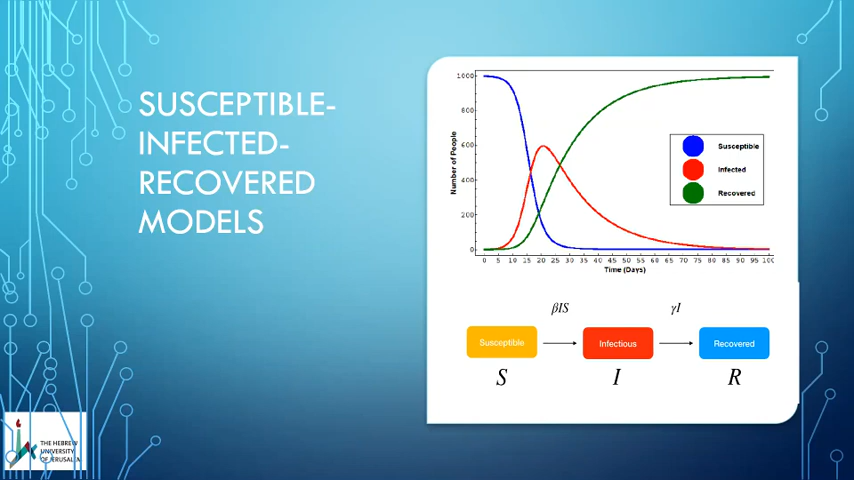 SUSCEPTIBLE-
INFECTED-
RECOVERED
MODELS
1000
800
600
400
200
0
Number of People
0 5 10 15 20 25 30 35 40 45 50 55 60 65 70 75 80 85 90 95 100
Time (Days)
Susceptible
Infected
Recovered
βIS
γI
Susceptible
Infectious
Recovered
S
I
R
THE HEBREW
UNIVERSITY
OF JERUSALEM